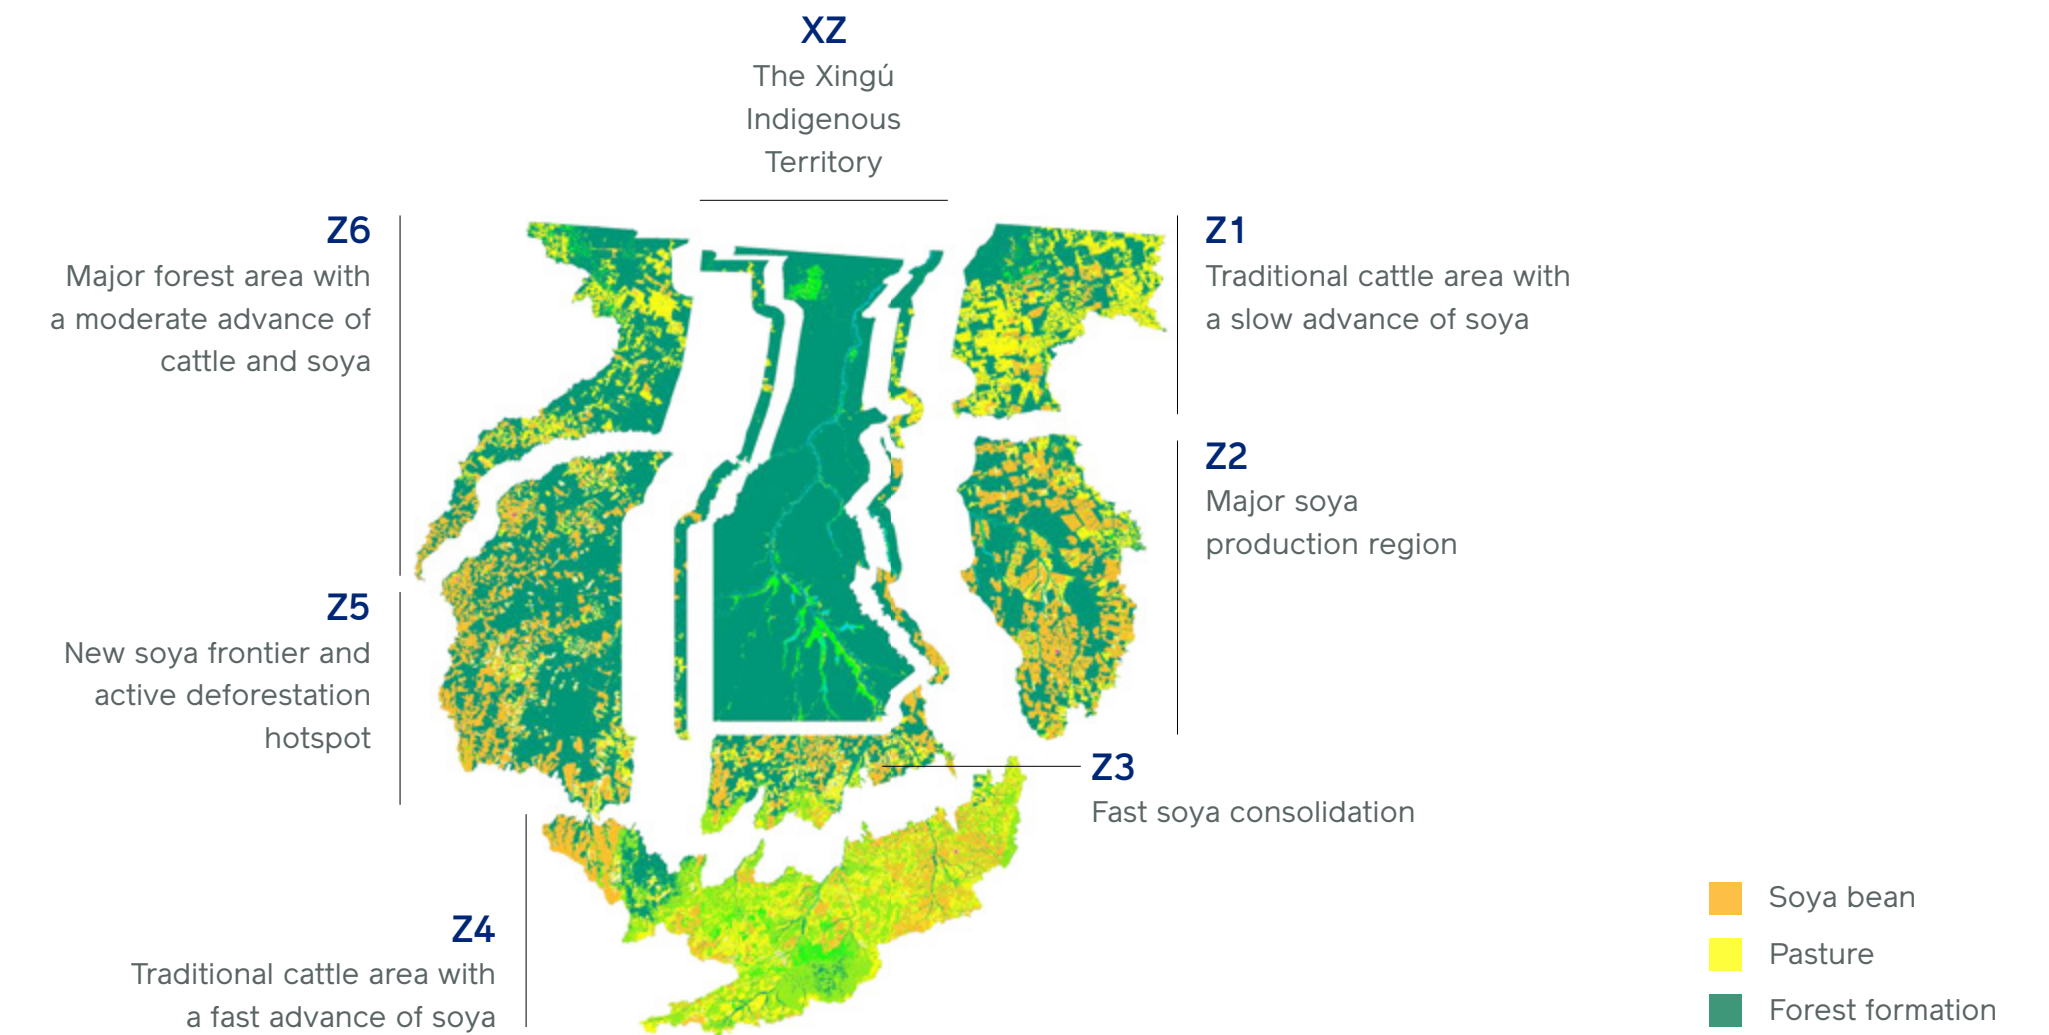 XZ
The Xingú
Indigenous
Territory
Z6
Major forest area with
a moderate advance of
cattle and soya
Z1
Traditional cattle area with
a slow advance of soya
Z2
Major soya
production region
Z5
New soya frontier and
active deforestation
hotspot
Z3
Fast soya consolidation
Z4
Traditional cattle area with
a fast advance of soya
Soya bean
Pasture
Forest formation